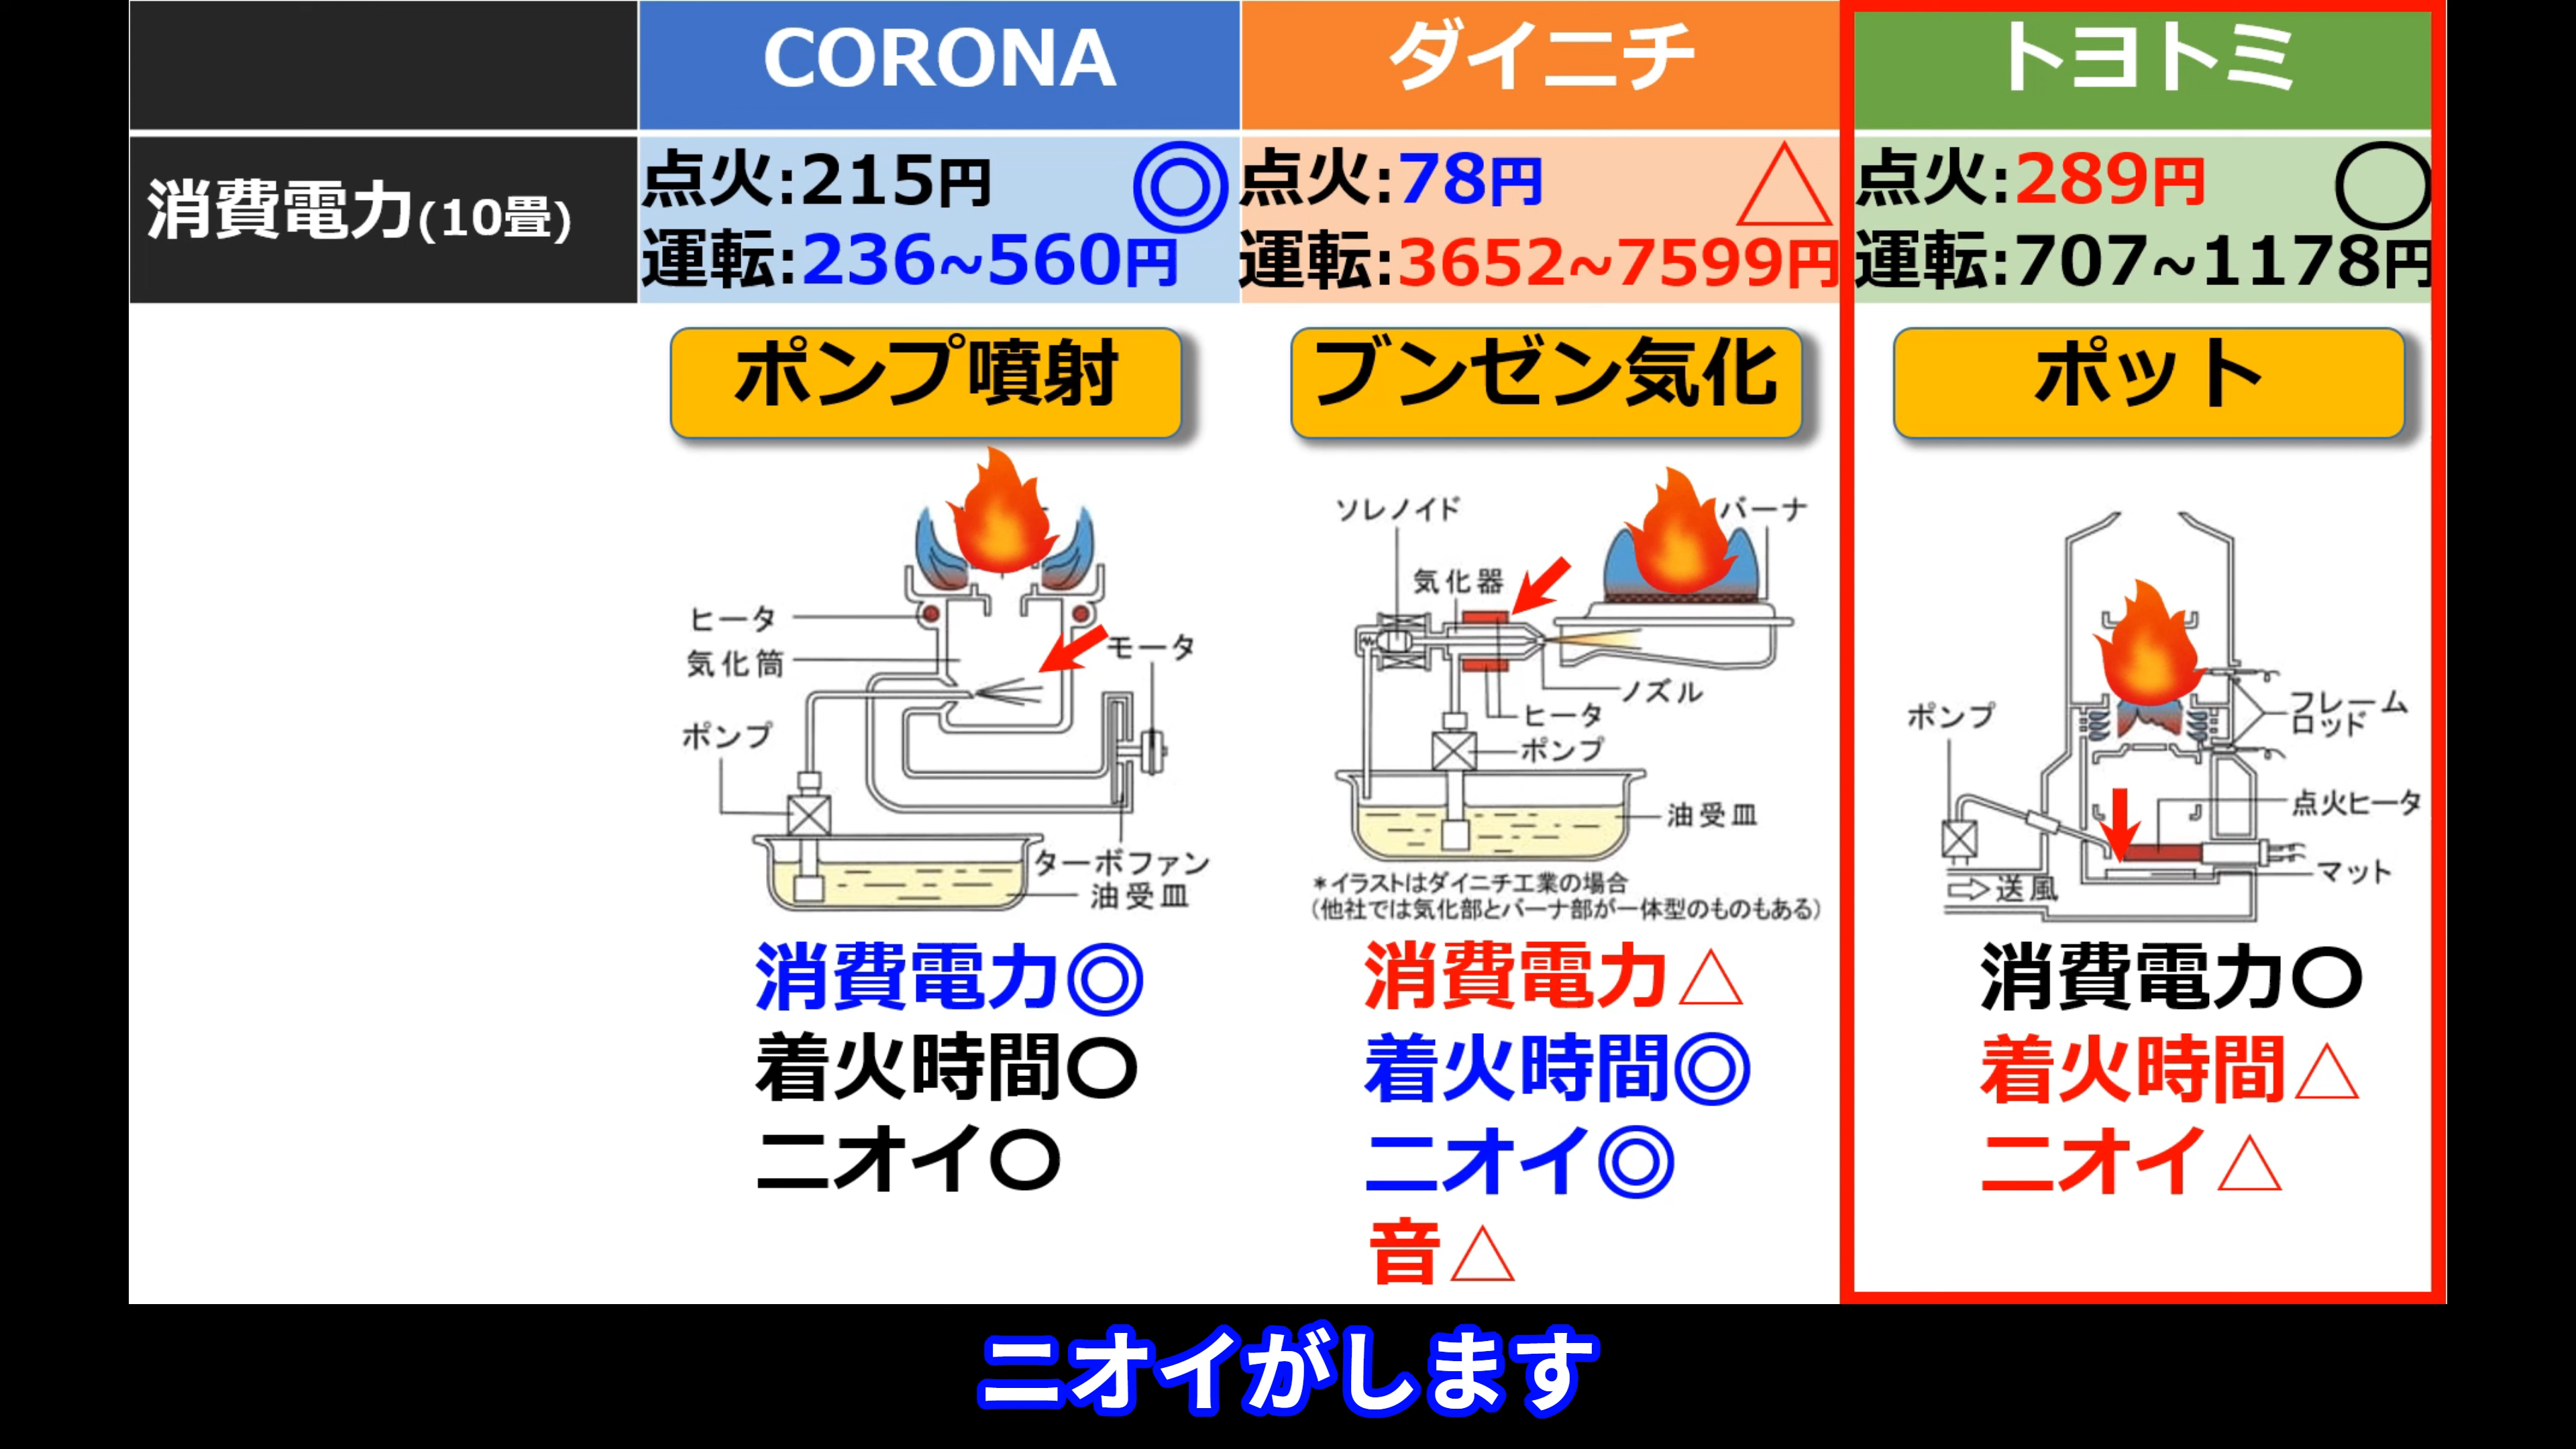 CORONA
ダイニチ
トヨトミ
消費電力(10畳)
点火:215円
◎
運転:236~560円
点火:78円
△
運転:3652~7599円
点火:289円
○
運転:707~1178円
ポンプ噴射
ブンゼン気化
ポット
ヒータ
気化筒
モータ
ポンプ
ターボファン
油受皿
ソレノイド
バーナ
気化器
ノズル
ヒータ
ポンプ
油受皿
*イラストはダイニチ工業の場合
(他社では気化部とバーナ部が一体型のものもある)
ポンプ
フレーム
ロッド
点火ヒータ
マット
送風
消費電力◎
着火時間○
ニオイ○
消費電力△
着火時間◎
ニオイ◎
音△
消費電力○
着火時間△
ニオイ△
ニオイがします